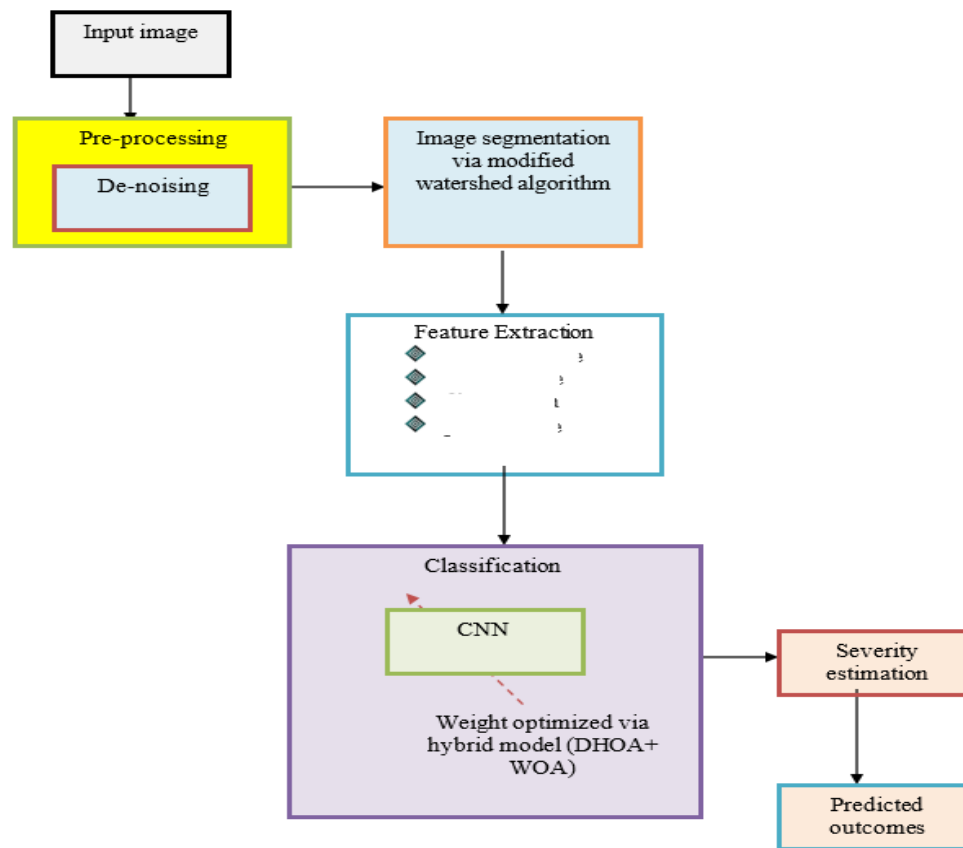 Input image
Pre-processing
De-noising
Image segmentation
via modified
watershed algorithm
Feature Extraction
Classification
CNN
Weight optimized via
hybrid model (DHOA+
WOA)
Severity
estimation
Predicted
outcomes